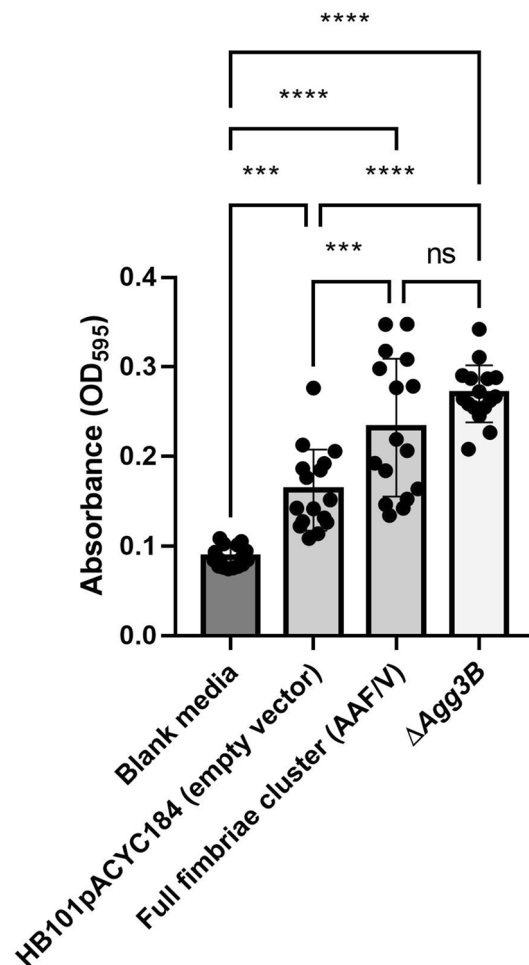 ****
****
***
****
***
ns
0.4
0.3
0.2
0.1
0.0
Absorbance (OD595)
Blank media
HB101pACYC184 (empty vector)
Full fimbriae cluster (AAF/V)
ΔAgg3B